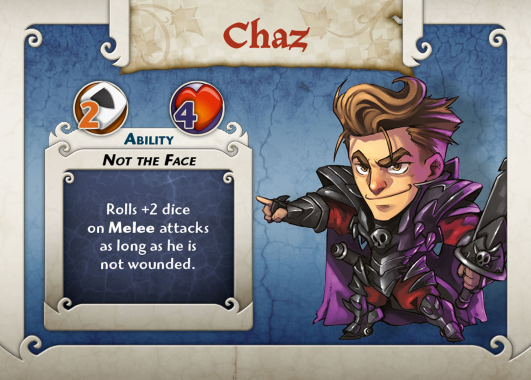 Chaz
2 4
Ability
Not the Face
Rolls +2 dice
on Melee attacks
as long as he is
not wounded.